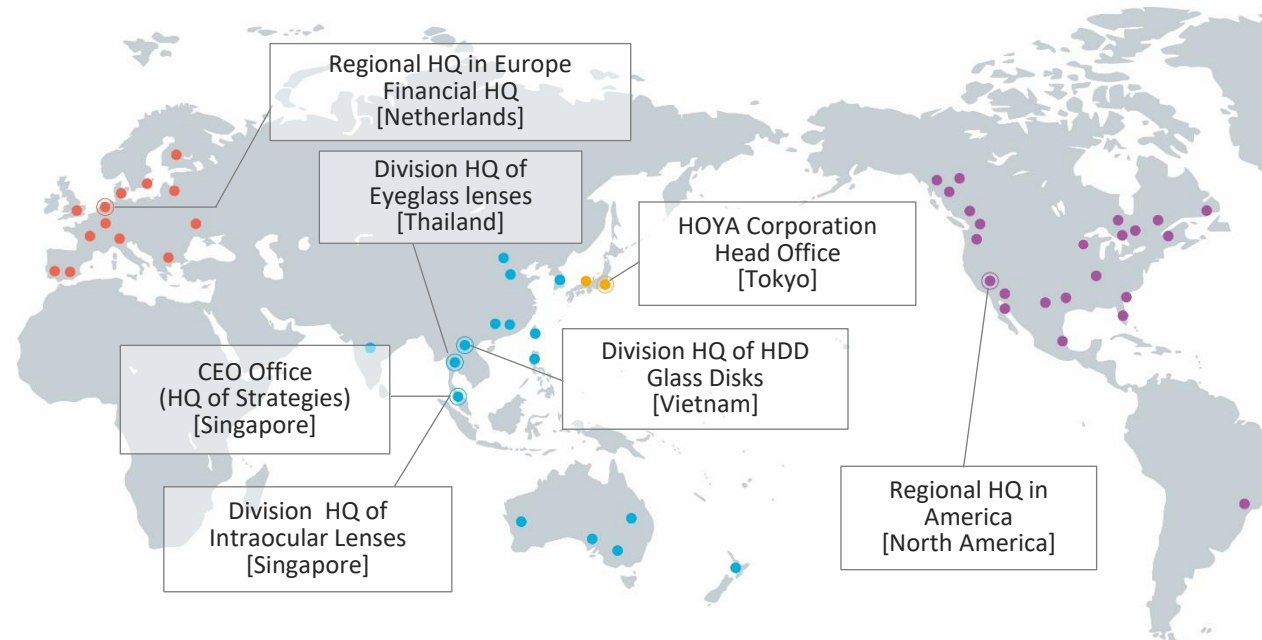 Regional HQ in Europe
Financial HQ
[Netherlands]
Division HQ of
Eyeglass lenses
[Thailand]
HOYA Corporation
Head Office
[Tokyo]
CEO Office
(HQ of Strategies)
[Singapore]
Division HQ of HDD
Glass Disks
[Vietnam]
Division HQ of
Intraocular Lenses
[Singapore]
Regional HQ in
America
[North America]